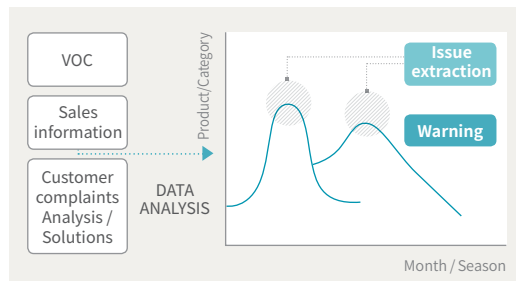 VOC
Sales
information
Customer
complaints
Analysis /
Solutions
DATA
ANALYSIS
Product/Category
Issue
extraction
Warning
Month / Season